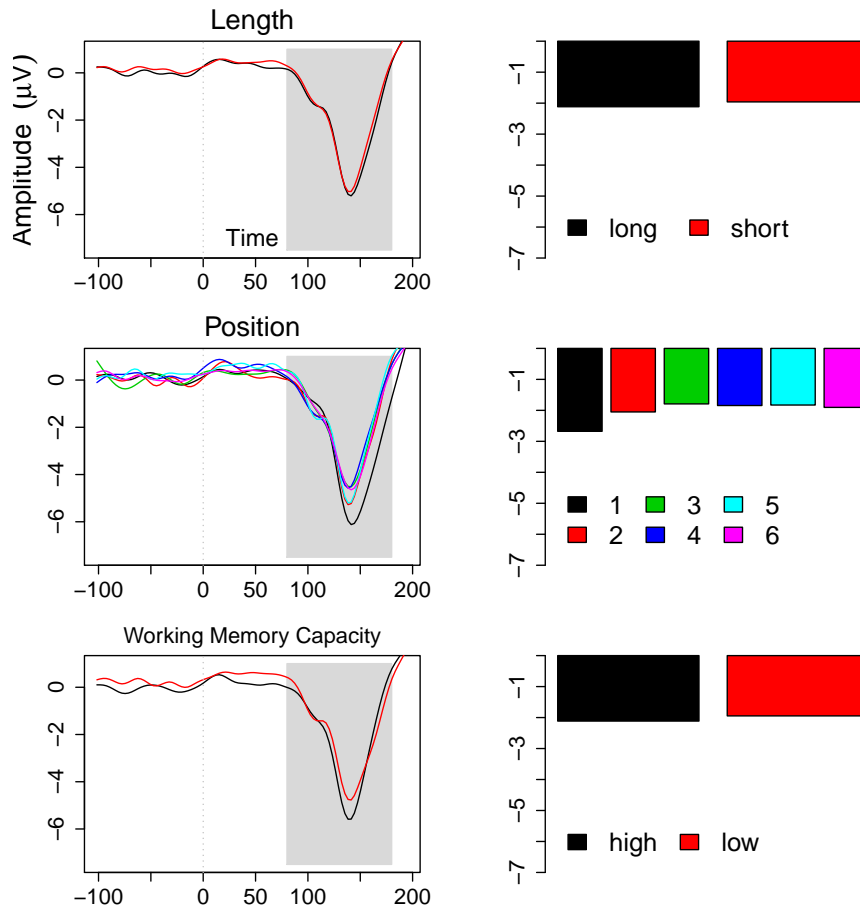 Length
Amplitude (μV)
0
−2
−4
−6
Time
−100 0 50 100 200
−1
−3
−5
−7
long short
Position
0
−2
−4
−6
−100 0 50 100 200
−1
−3
−5
−7
1 3 5
2 4 6
Working Memory Capacity
0
−2
−4
−6
−100 0 50 100 200
−1
−3
−5
−7
high low